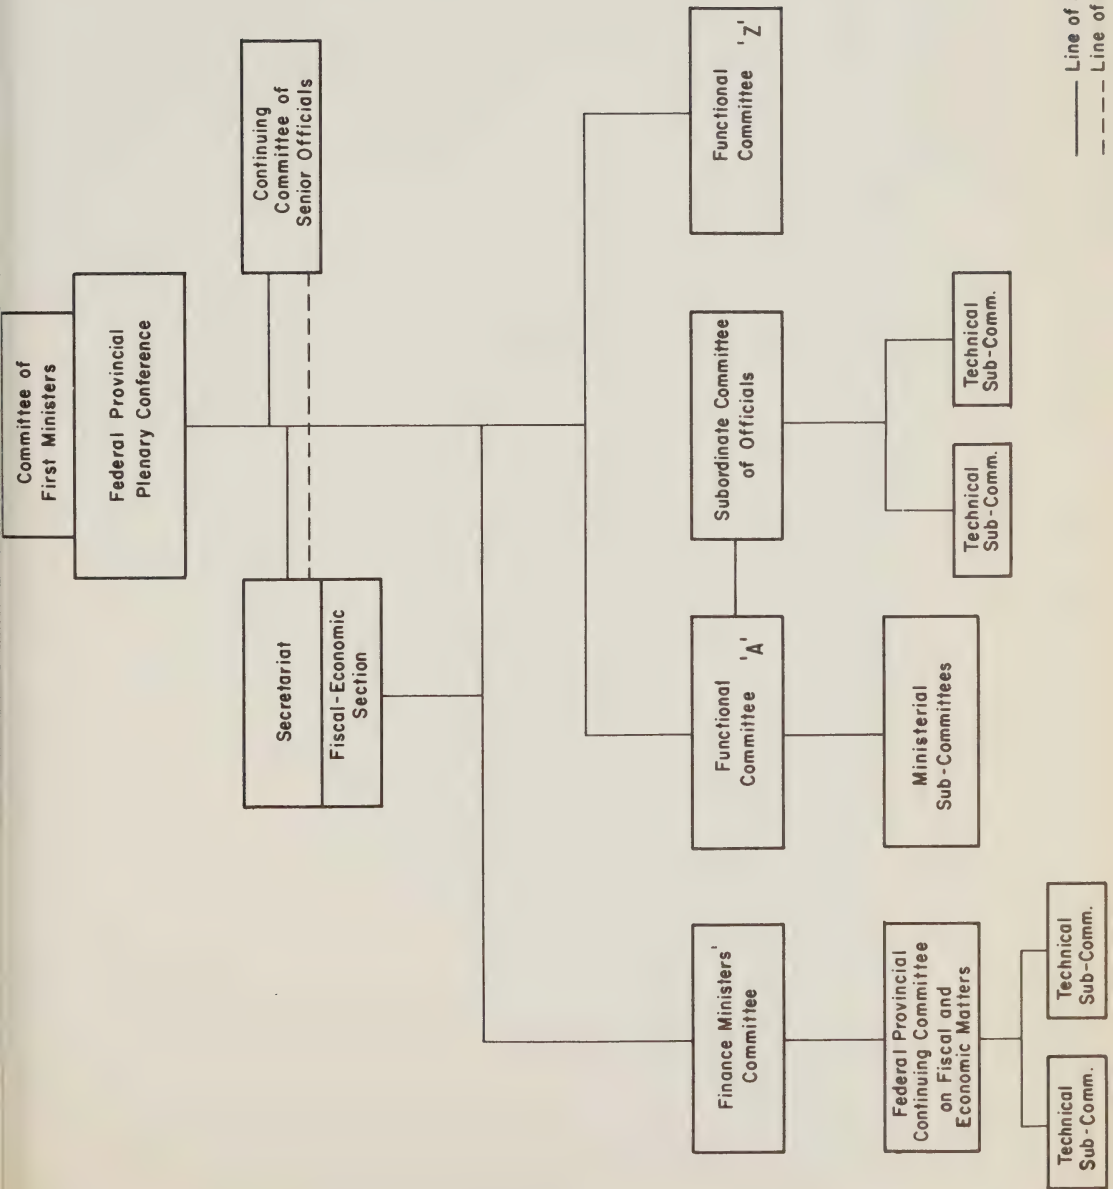 Committee of
First Ministers
Federal Provincial
Plenary Conference
Continuing
Committee of
Senior Officials
Secretariat
Fiscal-Economic
Section
Finance Ministers'
Committee
Functional
Committee 'A'
Subordinate Committee
of Officials
Functional
Committee 'Z'
Federal Provincial
Continuing Committee
on Fiscal and
Economic Matters
Ministerial
Sub-Committees
Technical
Sub-Comm.
Technical
Sub-Comm.
Technical
Sub-Comm.
Technical
Sub-Comm.
Line of
Line of